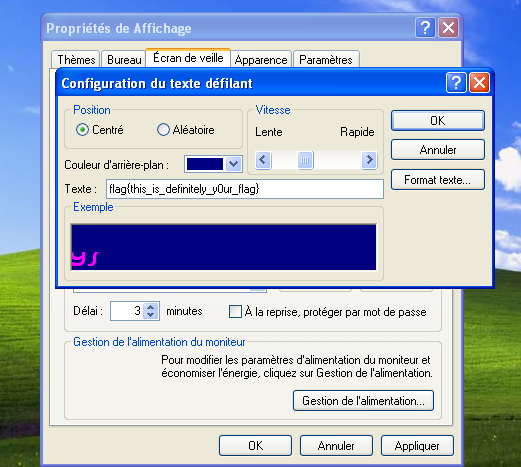 Propriétés de Affichage
Thèmes Bureau Écran de veille Apparence Paramètres
Configuration du texte défilant
Position
Centré Aléatoire
Vitesse
Lente Rapide
OK
Annuler
Format texte...
Couleur d'arrière-plan :
Texte : flag{this_is_definitely_y0ur_flag}
Exemple
Délai : 3 minutes À la reprise, protéger par mot de passe
Gestion de l'alimentation du moniteur
Pour modifier les paramètres d'alimentation du moniteur et
économiser l'énergie, cliquez sur Gestion de l'alimentation.
Gestion de l'alimentation...
OK Annuler Appliquer